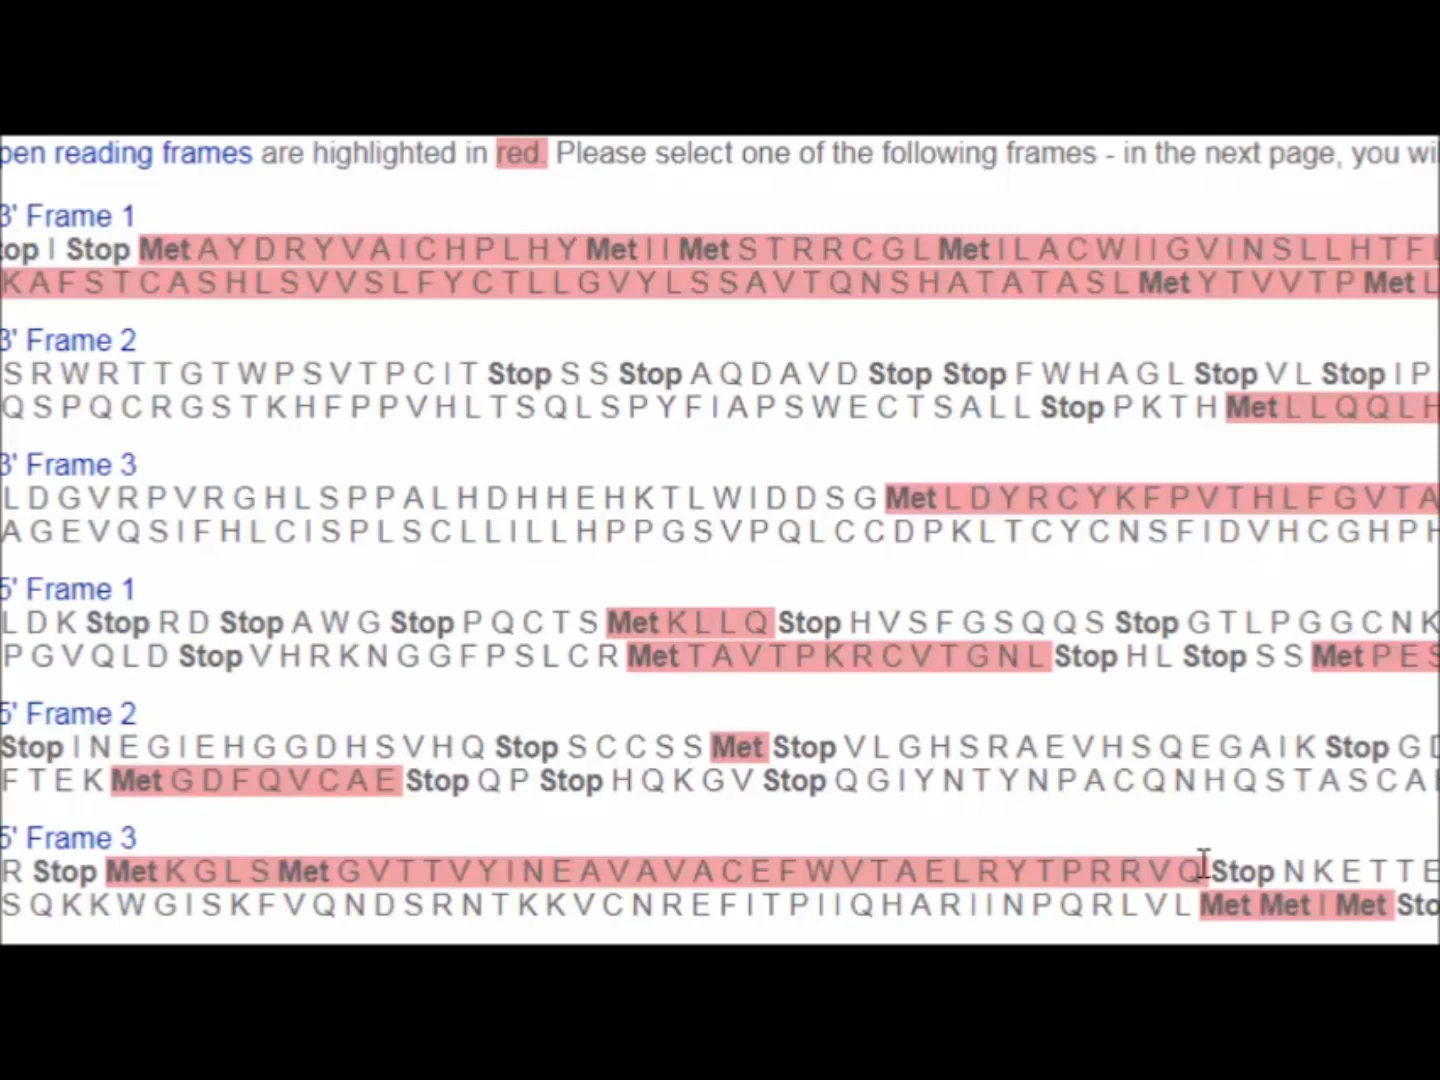 pen reading frames are highlighted in red. Please select one of the following frames - in the next page, you wi
3' Frame 1
top I Stop Met A Y D R Y V A I C H P L H Y Met I I Met S T R R C G L Met I L A C W I I G V I N S L L H T F L
K A F S T C A S H L S V V S L F Y C T L L G V Y L S S A V T Q N S H A T A T A S L Met Y T V V T P Met L
3' Frame 2
S R W R T T G T W P S V T P C I T Stop S S Stop A Q D A V D Stop Stop F W H A G L Stop V L Stop I P
Q S P Q C R G S T K H F P P V H L T S Q L S P Y F I A P S W E C T S A L L Stop P K T H Met L L Q Q L H
3' Frame 3
L D G V R P V R G H L S P P A L H D H H E H K T L W I D D S G Met L D Y R C Y K F P V T H L F G V T A
A G E V Q S I F H L C I S P L S C L L I L L H P P G S V P Q L C C D P K L T C Y C N S F I D V H C G H P H
5' Frame 1
L D K Stop R D Stop A W G Stop P Q C T S Met K L L Q Stop H V S F G S Q Q S Stop G T L P G G C N K
P G V Q L D Stop V H R K N G G F P S L C R Met T A V T P K R C V T G N L Stop H L Stop S S Met P E S
5' Frame 2
Stop I N E G I E H G G D H S V H Q Stop S C C S S Met Stop V L G H S R A E V H S Q E G A I K Stop G D
F T E K Met G D F Q V C A E Stop Q P Stop H Q K G V Stop Q G I Y N T Y N P A C Q N H Q S T A S C A H
5' Frame 3
R Stop Met K G L S Met G V T T V Y I N E A V A V A C E F W V T A E L R Y T P R R V Q Stop N K E T T E
S Q K K W G I S K F V Q N D S R N T K K V C N R E F I T P I I Q H A R I I N P Q R L V L Met Met I Met Sto